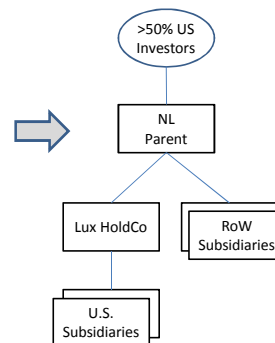 >50% US
Investors
NL
Parent
Lux HoldCo
RoW
Subsidiaries
U.S.
Subsidiaries